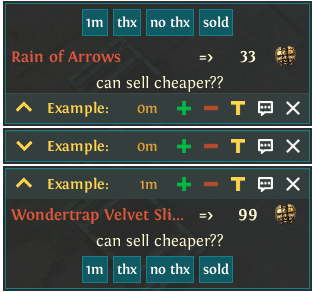 1m thx no thx sold
Rain of Arrows => 33
can sell cheaper??
Example: 0m T
Example: 0m T
Example: 1m T
Wondertrap Velvet Sli... => 99
can sell cheaper??
1m thx no thx sold